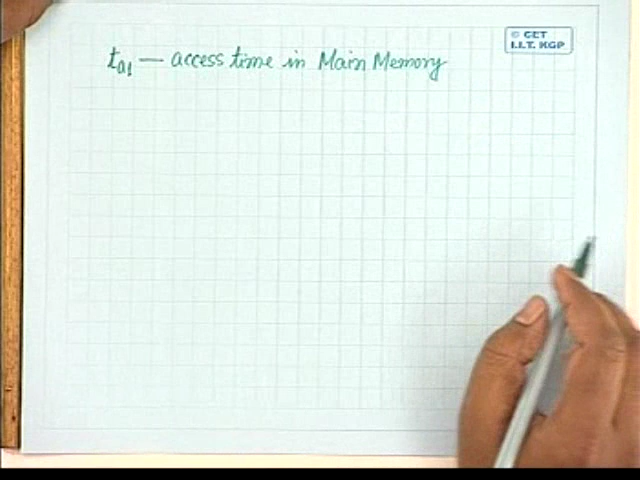 © CET
I.I.T. KGP
ta1 — access time in Main Memory